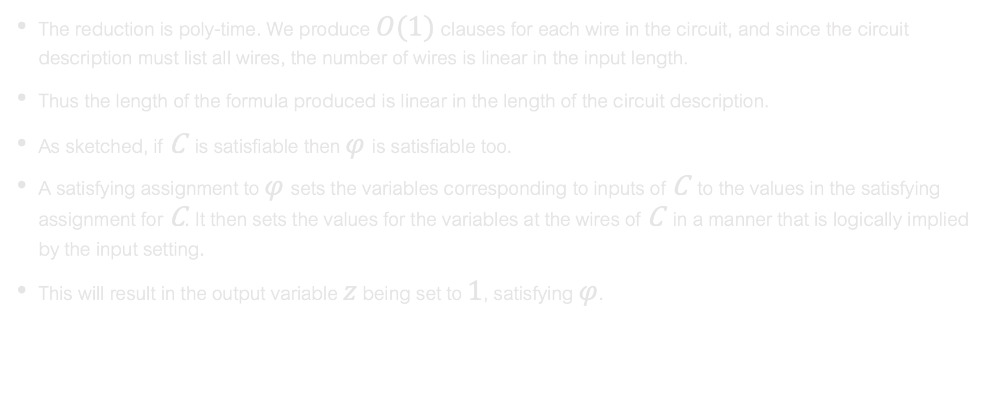 • The reduction is poly-time. We produce O(1) clauses for each wire in the circuit, and since the circuit
description must list all wires, the number of wires is linear in the input length.
• Thus the length of the formula produced is linear in the length of the circuit description.
• As sketched, if C is satisfiable then φ is satisfiable too.
• A satisfying assignment to φ sets the variables corresponding to inputs of C to the values in the satisfying
assignment for C. It then sets the values for the variables at the wires of C in a manner that is logically implied
by the input setting.
• This will result in the output variable z being set to 1, satisfying φ.